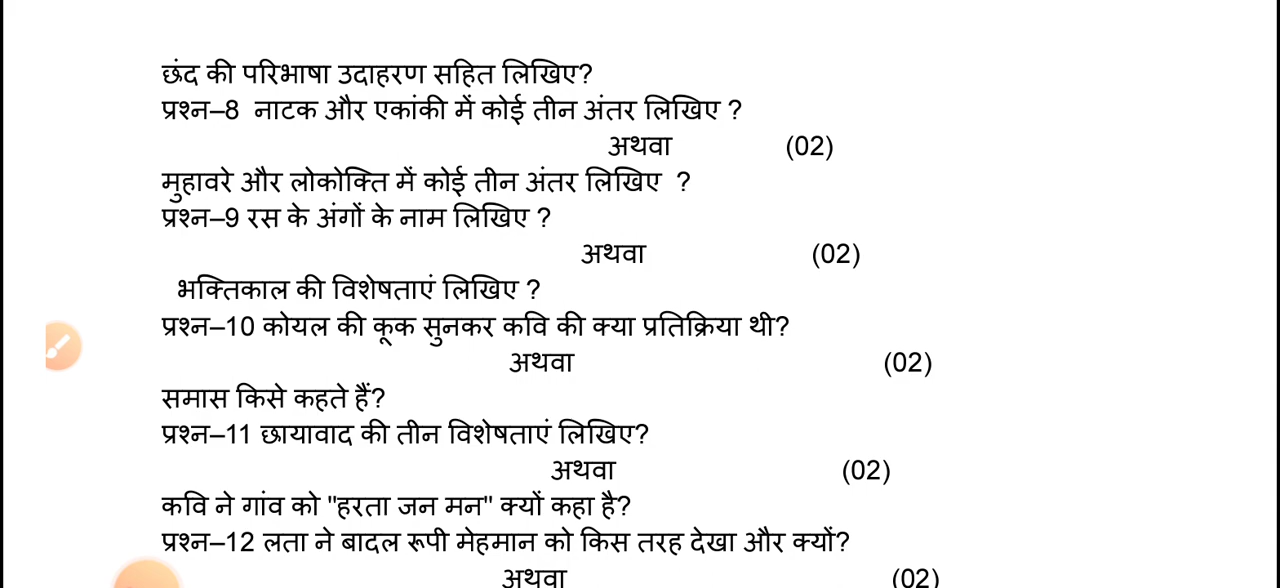 छंद की परिभाषा उदाहरण सहित लिखिए?
प्रश्न–8 नाटक और एकांकी में कोई तीन अंतर लिखिए ?
अथवा (02)
मुहावरे और लोकोक्ति में कोई तीन अंतर लिखिए ?
प्रश्न–9 रस के अंगों के नाम लिखिए ?
अथवा (02)
भक्तिकाल की विशेषताएं लिखिए ?
प्रश्न–10 कोयल की कूक सुनकर कवि की क्या प्रतिक्रिया थी?
अथवा (02)
समास किसे कहते हैं?
प्रश्न–11 छायावाद की तीन विशेषताएं लिखिए?
अथवा (02)
कवि ने गांव को "हरता जन मन" क्यों कहा है?
प्रश्न–12 लता ने बादल रूपी मेहमान को किस तरह देखा और क्यों?
अथवा (02)